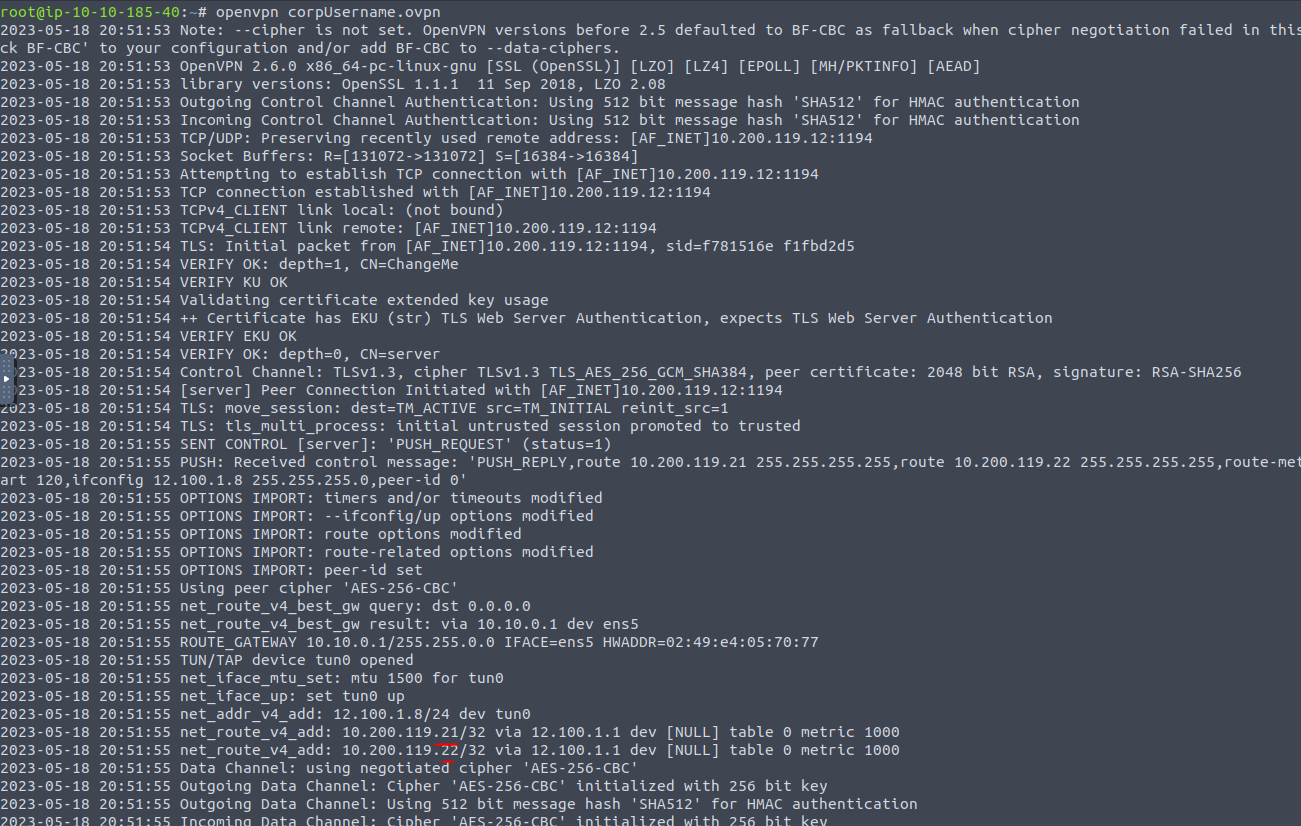 root@ip-10-10-185-40:~# openvpn corpUsername.ovpn
2023-05-18 20:51:53 Note: --cipher is not set. OpenVPN versions before 2.5 defaulted to BF-CBC as fallback when cipher negotiation failed in this
ck BF-CBC' to your configuration and/or add BF-CBC to --data-ciphers.
2023-05-18 20:51:53 OpenVPN 2.6.0 x86_64-pc-linux-gnu [SSL (OpenSSL)] [LZO] [LZ4] [EPOLL] [MH/PKTINFO] [AEAD]
2023-05-18 20:51:53 library versions: OpenSSL 1.1.1  11 Sep 2018, LZO 2.08
2023-05-18 20:51:53 Outgoing Control Channel Authentication: Using 512 bit message hash 'SHA512' for HMAC authentication
2023-05-18 20:51:53 Incoming Control Channel Authentication: Using 512 bit message hash 'SHA512' for HMAC authentication
2023-05-18 20:51:53 TCP/UDP: Preserving recently used remote address: [AF_INET]10.200.119.12:1194
2023-05-18 20:51:53 Socket Buffers: R=[131072->131072] S=[16384->16384]
2023-05-18 20:51:53 Attempting to establish TCP connection with [AF_INET]10.200.119.12:1194
2023-05-18 20:51:53 TCP connection established with [AF_INET]10.200.119.12:1194
2023-05-18 20:51:53 TCPv4_CLIENT link local: (not bound)
2023-05-18 20:51:53 TCPv4_CLIENT link remote: [AF_INET]10.200.119.12:1194
2023-05-18 20:51:54 TLS: Initial packet from [AF_INET]10.200.119.12:1194, sid=f781516e f1fbd2d5
2023-05-18 20:51:54 VERIFY OK: depth=1, CN=ChangeMe
2023-05-18 20:51:54 VERIFY KU OK
2023-05-18 20:51:54 Validating certificate extended key usage
2023-05-18 20:51:54 ++ Certificate has EKU (str) TLS Web Server Authentication, expects TLS Web Server Authentication
2023-05-18 20:51:54 VERIFY EKU OK
2023-05-18 20:51:54 VERIFY OK: depth=0, CN=server
2023-05-18 20:51:54 Control Channel: TLSv1.3, cipher TLSv1.3 TLS_AES_256_GCM_SHA384, peer certificate: 2048 bit RSA, signature: RSA-SHA256
2023-05-18 20:51:54 [server] Peer Connection Initiated with [AF_INET]10.200.119.12:1194
2023-05-18 20:51:54 TLS: move_session: dest=TM_ACTIVE src=TM_INITIAL reinit_src=1
2023-05-18 20:51:54 TLS: tls_multi_process: initial untrusted session promoted to trusted
2023-05-18 20:51:55 SENT CONTROL [server]: 'PUSH_REQUEST' (status=1)
2023-05-18 20:51:55 PUSH: Received control message: 'PUSH_REPLY,route 10.200.119.21 255.255.255.255,route 10.200.119.22 255.255.255.255,route-met
art 120,ifconfig 12.100.1.8 255.255.255.0,peer-id 0'
2023-05-18 20:51:55 OPTIONS IMPORT: timers and/or timeouts modified
2023-05-18 20:51:55 OPTIONS IMPORT: --ifconfig/up options modified
2023-05-18 20:51:55 OPTIONS IMPORT: route options modified
2023-05-18 20:51:55 OPTIONS IMPORT: route-related options modified
2023-05-18 20:51:55 OPTIONS IMPORT: peer-id set
2023-05-18 20:51:55 Using peer cipher 'AES-256-CBC'
2023-05-18 20:51:55 net_route_v4_best_gw query: dst 0.0.0.0
2023-05-18 20:51:55 net_route_v4_best_gw result: via 10.10.0.1 dev ens5
2023-05-18 20:51:55 ROUTE_GATEWAY 10.10.0.1/255.255.0.0 IFACE=ens5 HWADDR=02:49:e4:05:70:77
2023-05-18 20:51:55 TUN/TAP device tun0 opened
2023-05-18 20:51:55 net_iface_mtu_set: mtu 1500 for tun0
2023-05-18 20:51:55 net_iface_up: set tun0 up
2023-05-18 20:51:55 net_addr_v4_add: 12.100.1.8/24 dev tun0
2023-05-18 20:51:55 net_route_v4_add: 10.200.119.21/32 via 12.100.1.1 dev [NULL] table 0 metric 1000
2023-05-18 20:51:55 net_route_v4_add: 10.200.119.22/32 via 12.100.1.1 dev [NULL] table 0 metric 1000
2023-05-18 20:51:55 Data Channel: using negotiated cipher 'AES-256-CBC'
2023-05-18 20:51:55 Outgoing Data Channel: Cipher 'AES-256-CBC' initialized with 256 bit key
2023-05-18 20:51:55 Outgoing Data Channel: Using 512 bit message hash 'SHA512' for HMAC authentication
2023-05-18 20:51:55 Incoming Data Channel: Cipher 'AES-256-CBC' initialized with 256 bit key